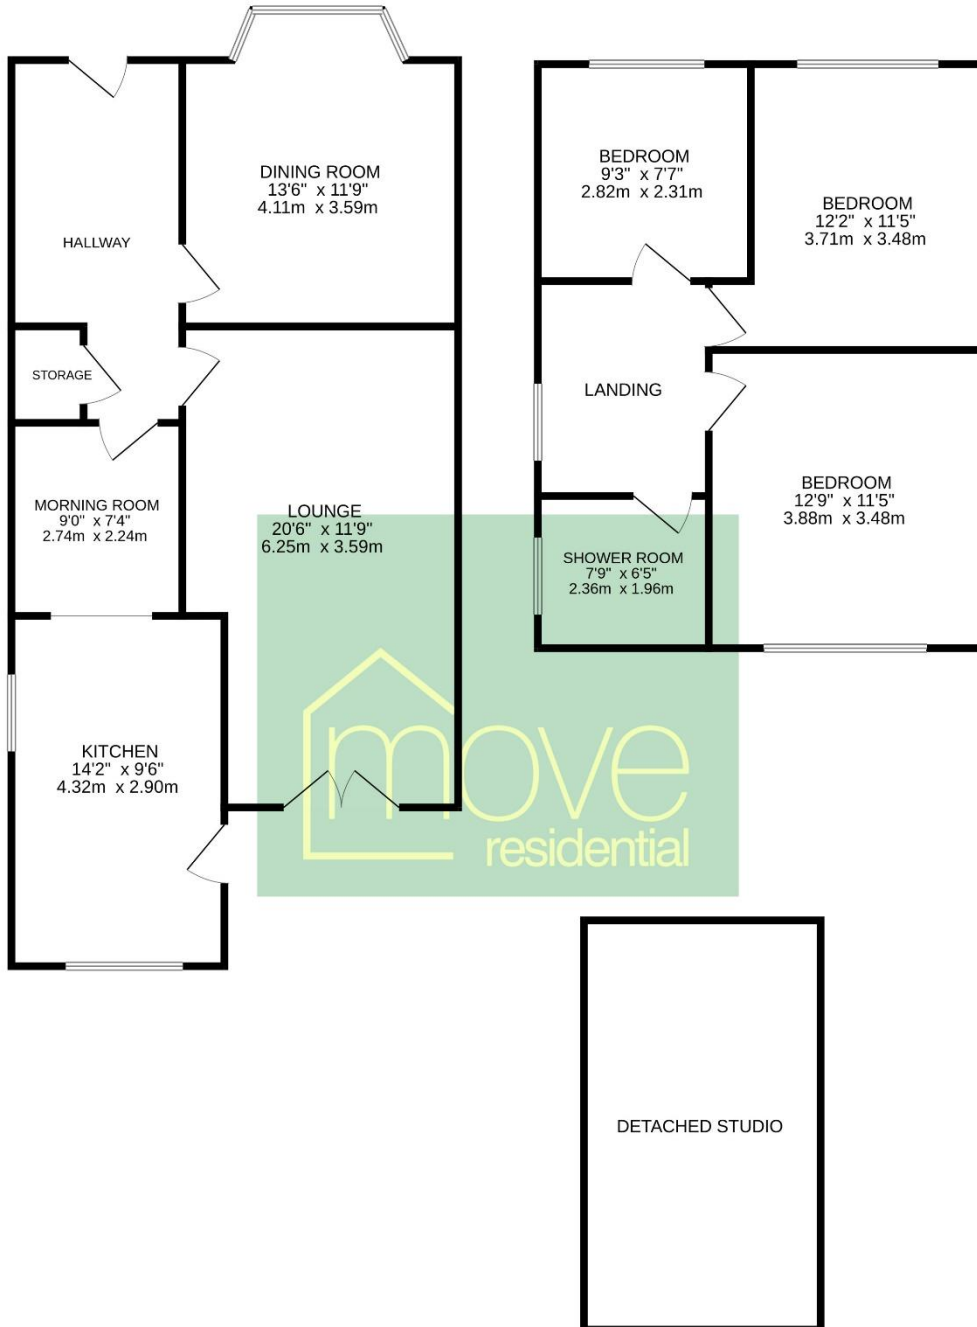 DINING ROOM
13'6" x 11'9"
4.11m x 3.59m
HALLWAY
STORAGE
MORNING ROOM
9'0" x 7'4"
2.74m x 2.24m
LOUNGE
20'6" x 11'9"
6.25m x 3.59m
KITCHEN
14'2" x 9'6"
4.32m x 2.90m
BEDROOM
9'3" x 7'7"
2.82m x 2.31m
BEDROOM
12'2" x 11'5"
3.71m x 3.48m
LANDING
BEDROOM
12'9" x 11'5"
3.88m x 3.48m
SHOWER ROOM
7'9" x 6'5"
2.36m x 1.96m
move
residential
DETACHED STUDIO